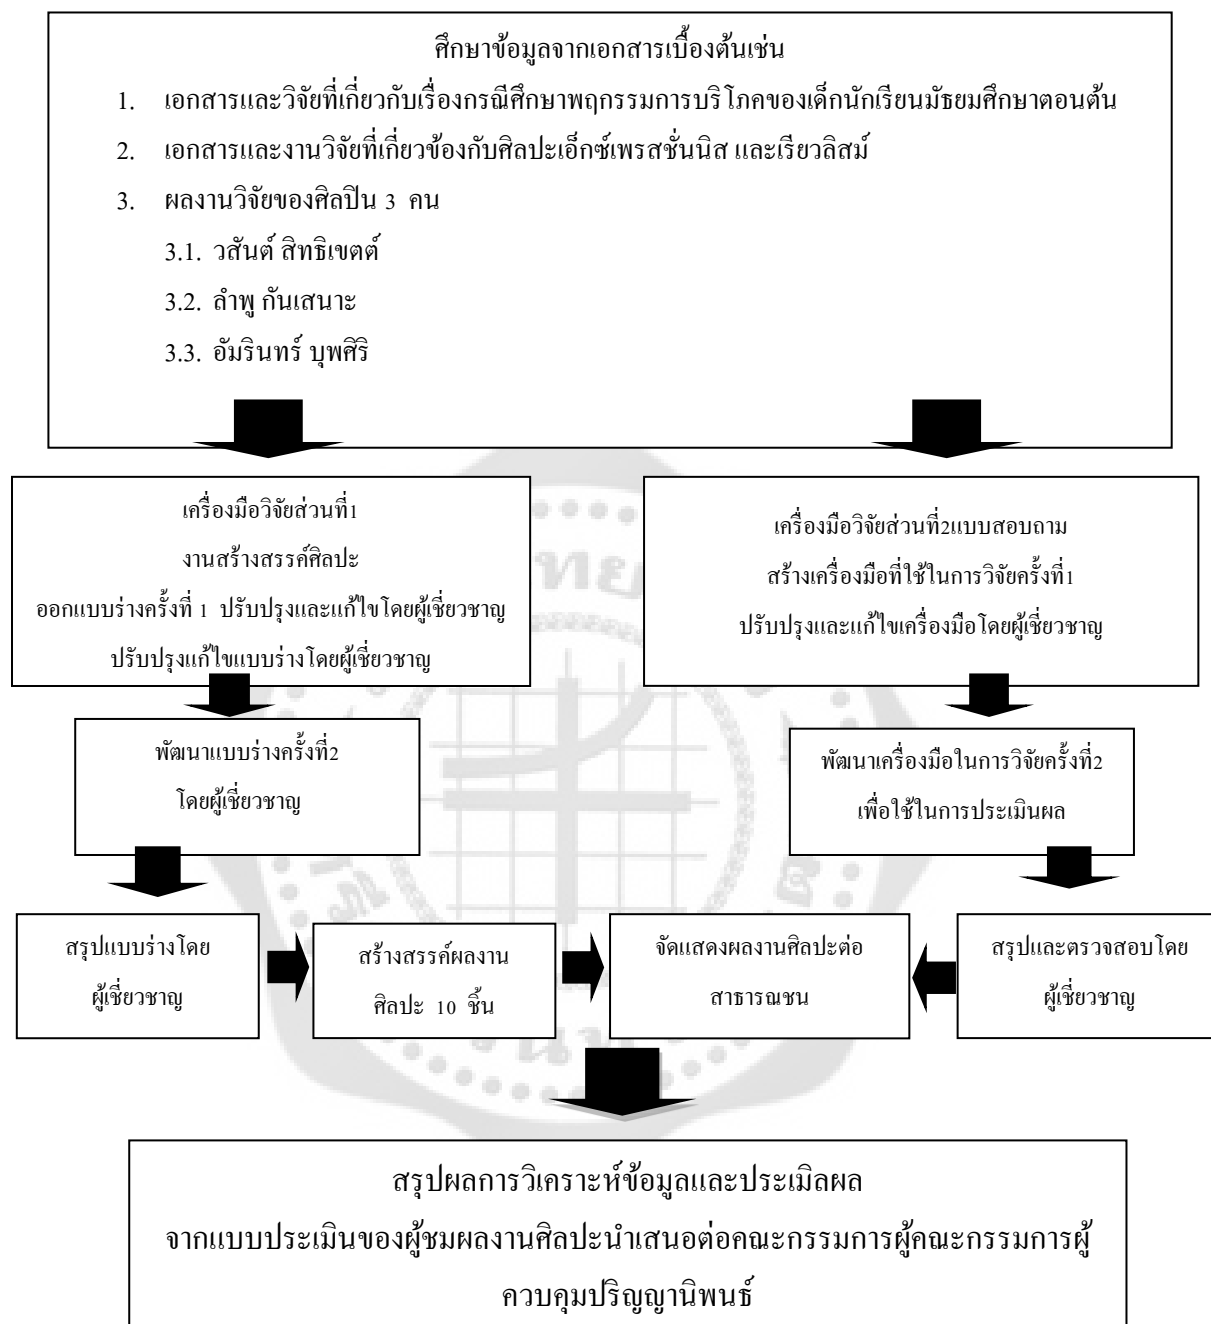 ศึกษาข้อมูลจากเอกสารเบื้องต้นเช่น
1. เอกสารและวิจัยที่เกี่ยวกับเรื่องกรณีศึกษาพฤกรรมการบริโภคของเด็กนักเรียนมัธยมศึกษาตอนต้น
2. เอกสารและงานวิจัยที่เกี่ยวข้องกับศิลปะเอ็กซ์เพรสชั่นนิส และเรียวลิสม์
3. ผลงานวิจัยของศิลปิน 3 คน
3.1. วสันต์ สิทธิเขตต์
3.2. ลำพู กันเสนาะ
3.3. อัมรินทร์ บุพศิริ
เครื่องมือวิจัยส่วนที่1
งานสร้างสรรค์ศิลปะ
ออกแบบร่างครั้งที่ 1 ปรับปรุงและแก้ไขโดยผู้เชี่ยวชาญ
ปรับปรุงแก้ไขแบบร่างโดยผู้เชี่ยวชาญ
เครื่องมือวิจัยส่วนที่2แบบสอบถาม
สร้างเครื่องมือที่ใช้ในการวิจัยครั้งที่1
ปรับปรุงและแก้ไขเครื่องมือโดยผู้เชี่ยวชาญ
พัฒนาแบบร่างครั้งที่2
โดยผู้เชี่ยวชาญ
พัฒนาเครื่องมือในการวิจัยครั้งที่2
เพื่อใช้ในการประเมินผล
สรุปแบบร่างโดย
ผู้เชี่ยวชาญ
สร้างสรรค์ผลงาน
ศิลปะ 10 ชิ้น
จัดแสดงผลงานศิลปะต่อ
สาธารณชน
สรุปและตรวจสอบโดย
ผู้เชี่ยวชาญ
สรุปผลการวิเคราะห์ข้อมูลและประเมิลผล
จากแบบประเมินของผู้ชมผลงานศิลปะนำเสนอต่อคณะกรรมการผู้คณะกรรมการผู้
ควบคุมปริญญานิพนธ์